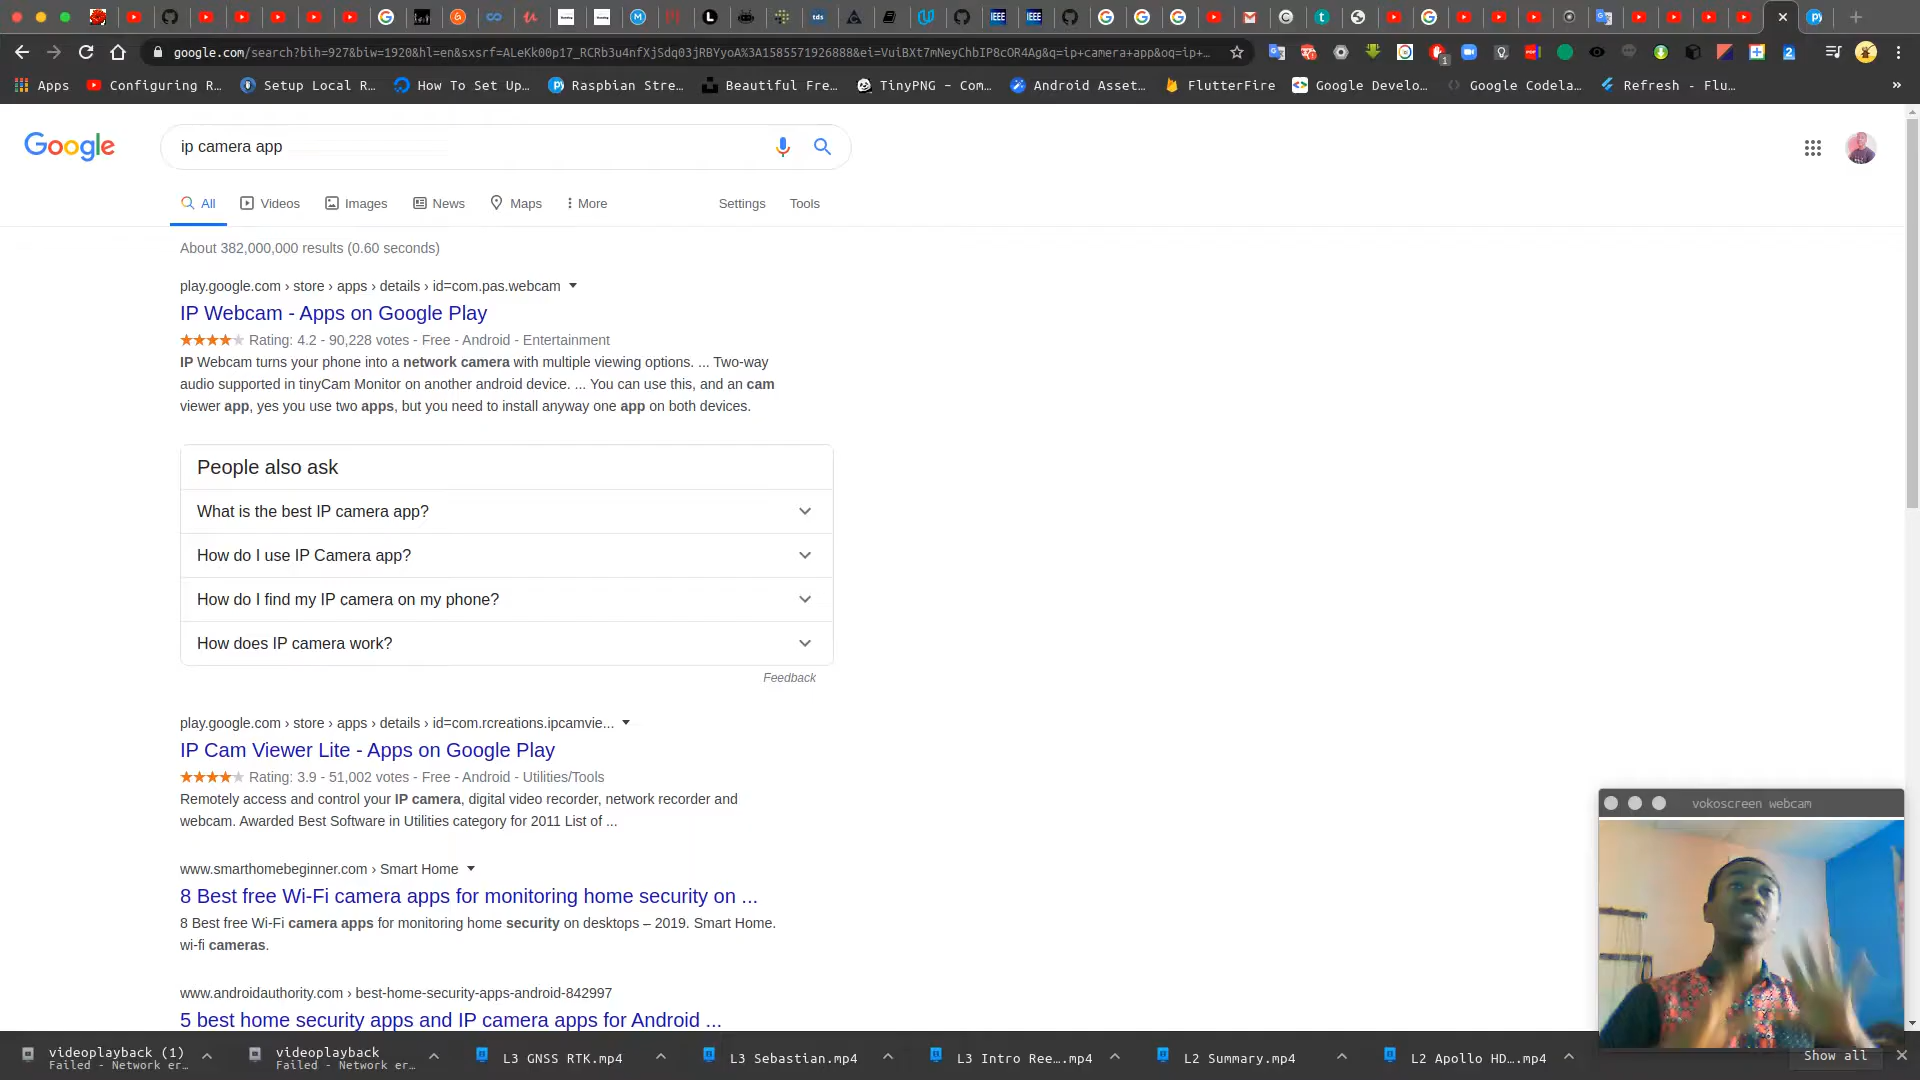 google.com/search?bih=927&biw=1920&hl=en&sxsrf=ALeKk00p17_RCRb3u4nfXjSdq03jRBYyoA%3A1585571926888&ei=VuiBXt7mNeyChbIP8cOR4Ag&q=ip+camera+app&oq=ip+...
Apps
Configuring R...
Setup Local R...
How To Set Up...
Raspbian Stre...
Beautiful Fre...
TinyPNG – Com...
Android Asset...
FlutterFire
Google Develo...
Google Codela...
Refresh - Flu...
Google
ip camera app
All
Videos
Images
News
Maps
More
Settings
Tools
About 382,000,000 results (0.60 seconds)
play.google.com › store › apps › details › id=com.pas.webcam
IP Webcam - Apps on Google Play
Rating: 4.2 - 90,228 votes - Free - Android - Entertainment
IP Webcam turns your phone into a network camera with multiple viewing options. ... Two-way
audio supported in tinyCam Monitor on another android device. ... You can use this, and an cam
viewer app, yes you use two apps, but you need to install anyway one app on both devices.
People also ask
What is the best IP camera app?
How do I use IP Camera app?
How do I find my IP camera on my phone?
How does IP camera work?
Feedback
play.google.com › store › apps › details › id=com.rcreations.ipcamvie...
IP Cam Viewer Lite - Apps on Google Play
Rating: 3.9 - 51,002 votes - Free - Android - Utilities/Tools
Remotely access and control your IP camera, digital video recorder, network recorder and
webcam. Awarded Best Software in Utilities category for 2011 List of ...
www.smarthomebeginner.com › Smart Home
8 Best free Wi-Fi camera apps for monitoring home security on ...
8 Best free Wi-Fi camera apps for monitoring home security on desktops – 2019. Smart Home.
wi-fi cameras.
www.androidauthority.com › best-home-security-apps-android-842997
5 best home security apps and IP camera apps for Android ...
vokoscreen webcam
videoplayback (1)
Failed - Network er...
videoplayback
Failed - Network er...
L3 GNSS RTK.mp4
L3 Sebastian.mp4
L3 Intro Ree....mp4
L2 Summary.mp4
L2 Apollo HD....mp4
Show all